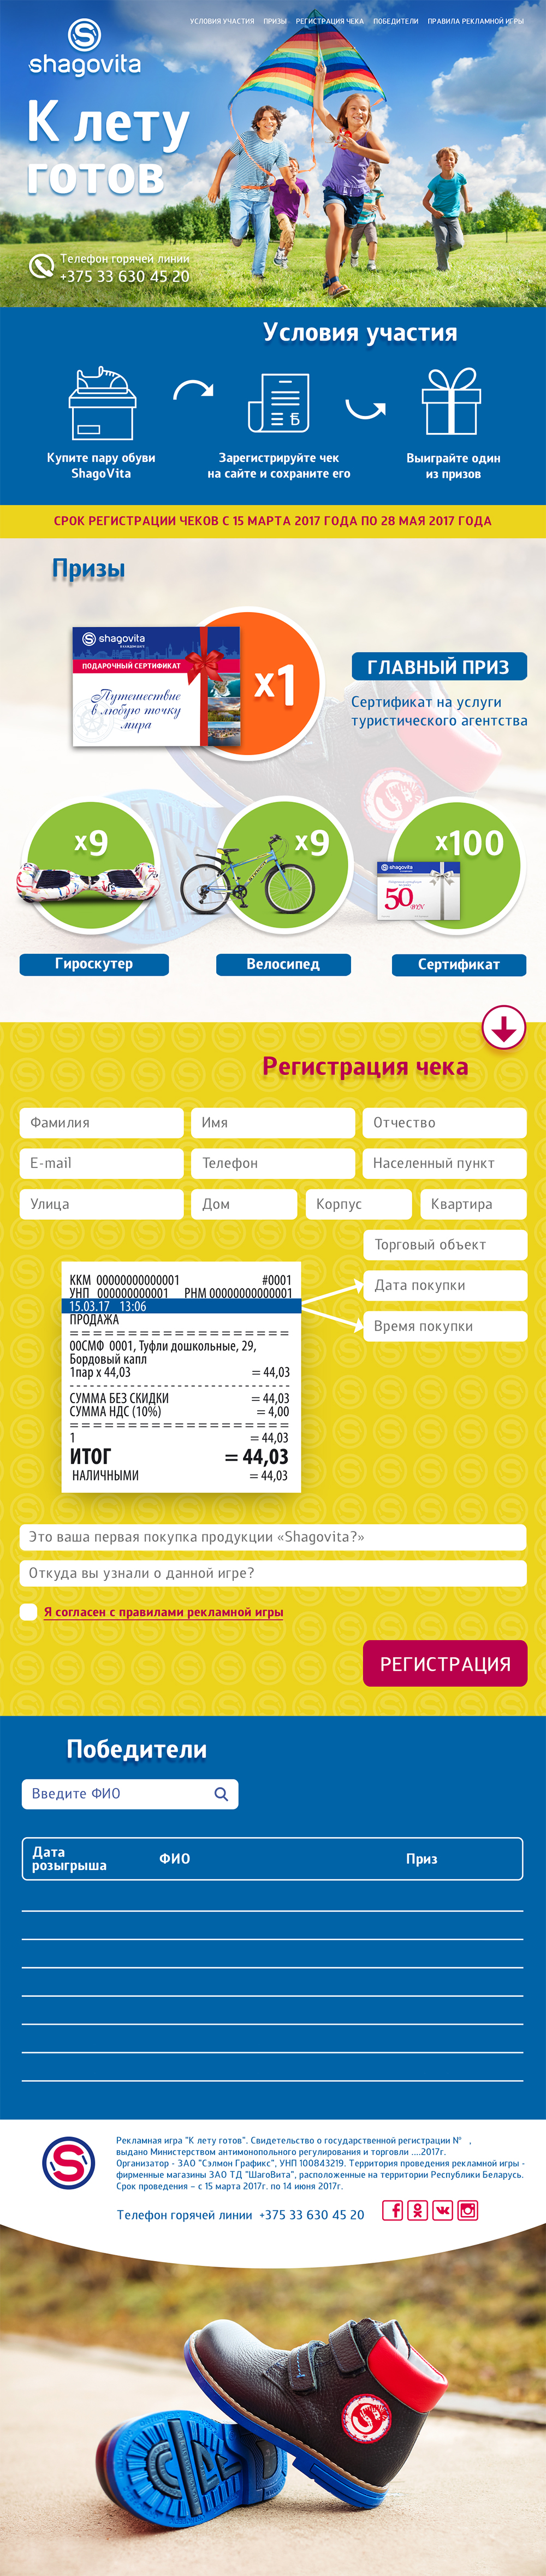 УСЛОВИЯ УЧАСТИЯ ПРИЗЫ РЕГИСТРАЦИЯ ЧЕКА ПОБЕДИТЕЛИ ПРАВИЛА РЕКЛАМНОЙ ИГРЫ
shagovita
К лету
готов
Телефон горячей линии
+375 33 630 45 20
Условия участия
Купите пару обуви
ShagoVita
Зарегистрируйте чек
на сайте и сохраните его
Выиграйте один
из призов
СРОК РЕГИСТРАЦИИ ЧЕКОВ С 15 МАРТА 2017 ГОДА ПО 28 МАЯ 2017 ГОДА
Призы
shagovita
ПОДАРОЧНЫЙ СЕРТИФИКАТ
Путешествие
в любую точку
мира
x1
ГЛАВНЫЙ ПРИЗ
Сертификат на услуги
туристического агентства
x9
x9
x100
shagovita
50 BYN
Гироскутер
Велосипед
Сертификат
Регистрация чека
Фамилия
Имя
Отчество
E-mail
Телефон
Населенный пункт
Улица
Дом
Корпус
Квартира
Торговый объект
Дата покупки
Время покупки
ККМ 00000000000001 #0001
УНП 000000000001 РНМ 00000000000001
15.03.17 13:06
ПРОДАЖА
00СМФ 0001, Туфли дошкольные, 29,
Бордовый капл
1пар х 44,03 = 44,03
СУММА БЕЗ СКИДКИ = 44,03
СУММА НДС (10%) = 4,00
1 = 44,03
ИТОГ = 44,03
НАЛИЧНЫМИ = 44,03
Это ваша первая покупка продукции «Shagovita?»
Откуда вы узнали о данной игре?
Я согласен с правилами рекламной игры
РЕГИСТРАЦИЯ
Победители
Введите ФИО
Дата
розыгрыша
ФИО
Приз
Рекламная игра "К лету готов". Свидетельство о государственной регистрации № ,
выдано Министерством антимонопольного регулирования и торговли ....2017г.
Организатор - ЗАО "Сэлмон Графикс", УНП 100843219. Территория проведения рекламной игры -
фирменные магазины ЗАО ТД "ШагоВита", расположенные на территории Республики Беларусь.
Срок проведения – с 15 марта 2017г. по 14 июня 2017г.
Телефон горячей линии +375 33 630 45 20